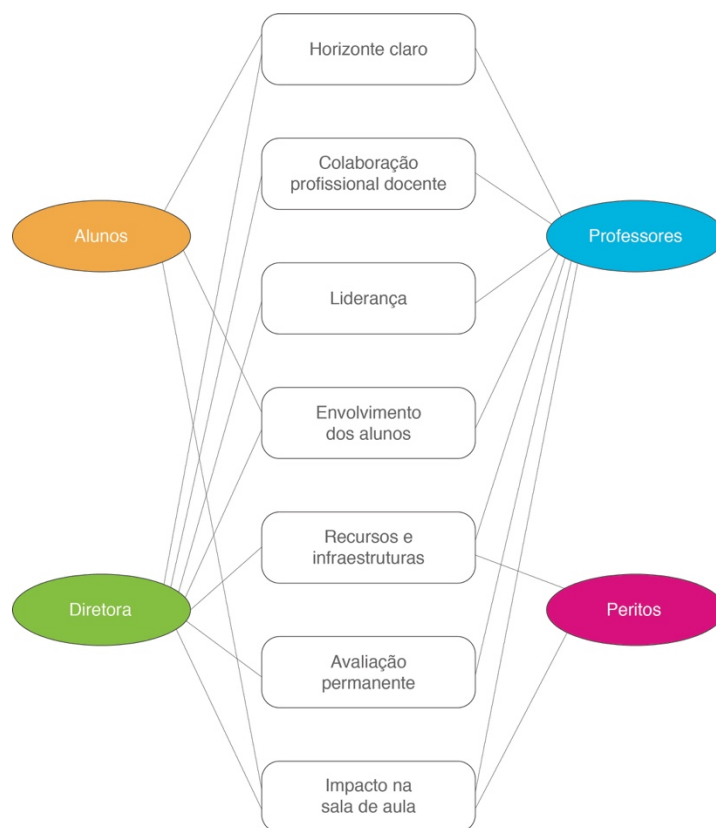 Horizonte claro
Colaboração
profissional docente
Alunos
Professores
Liderança
Envolvimento
dos alunos
Recursos e
infraestruturas
Diretora
Peritos
Avaliação
permanente
Impacto na
sala de aula